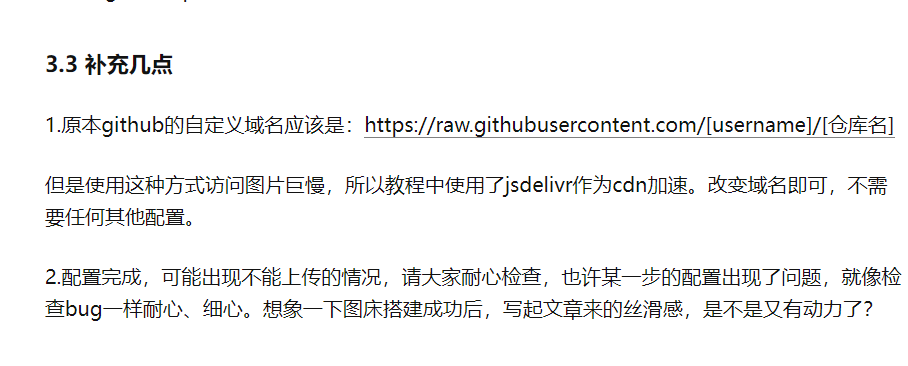 3.3 补充几点
1.原本github的自定义域名应该是：https://raw.githubusercontent.com/[username]/[仓库名]
但是使用这种方式访问图片巨慢，所以教程中使用了jsdelivr作为cdn加速。改变域名即可，不需
要任何其他配置。
2.配置完成，可能出现不能上传的情况，请大家耐心检查，也许某一步的配置出现了问题，就像检
查bug一样耐心、细心。想象一下图床搭建成功后，写起文章来的丝滑感，是不是又有动力了？